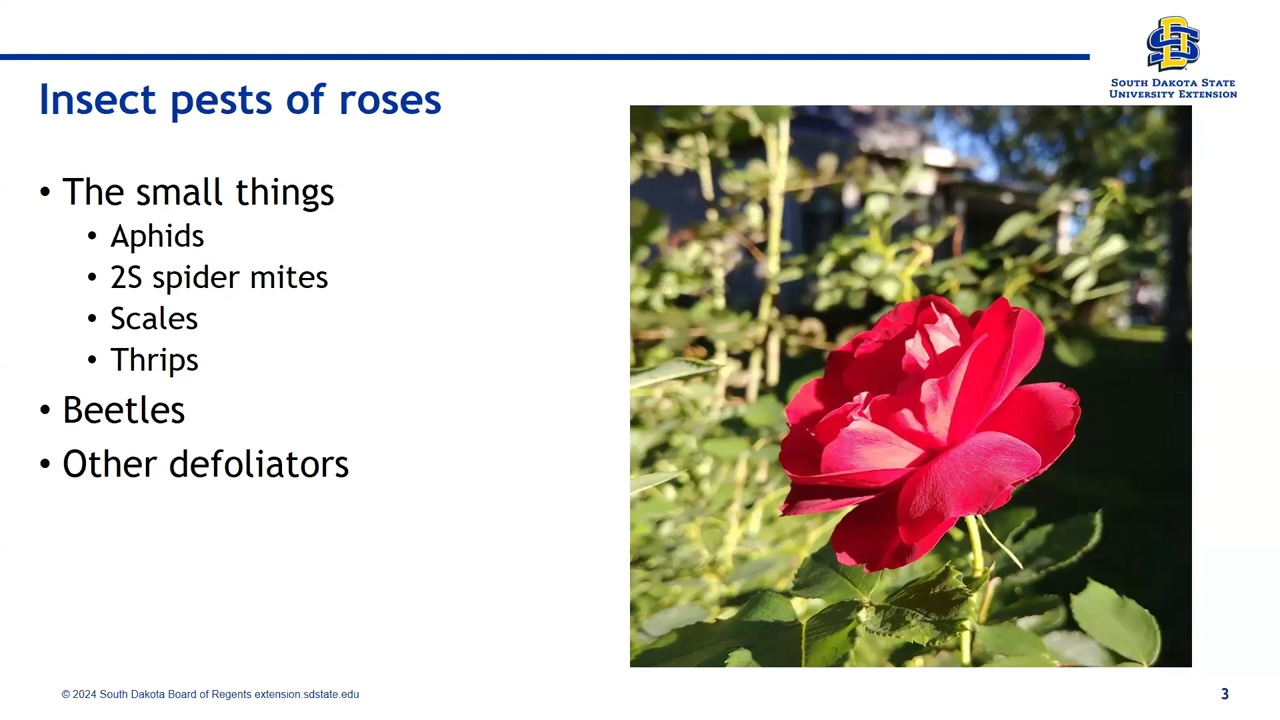 South Dakota State
University Extension
Insect pests of roses
• The small things
• Aphids
• 2S spider mites
• Scales
• Thrips
• Beetles
• Other defoliators
© 2024 South Dakota Board of Regents extension.sdstate.edu
3